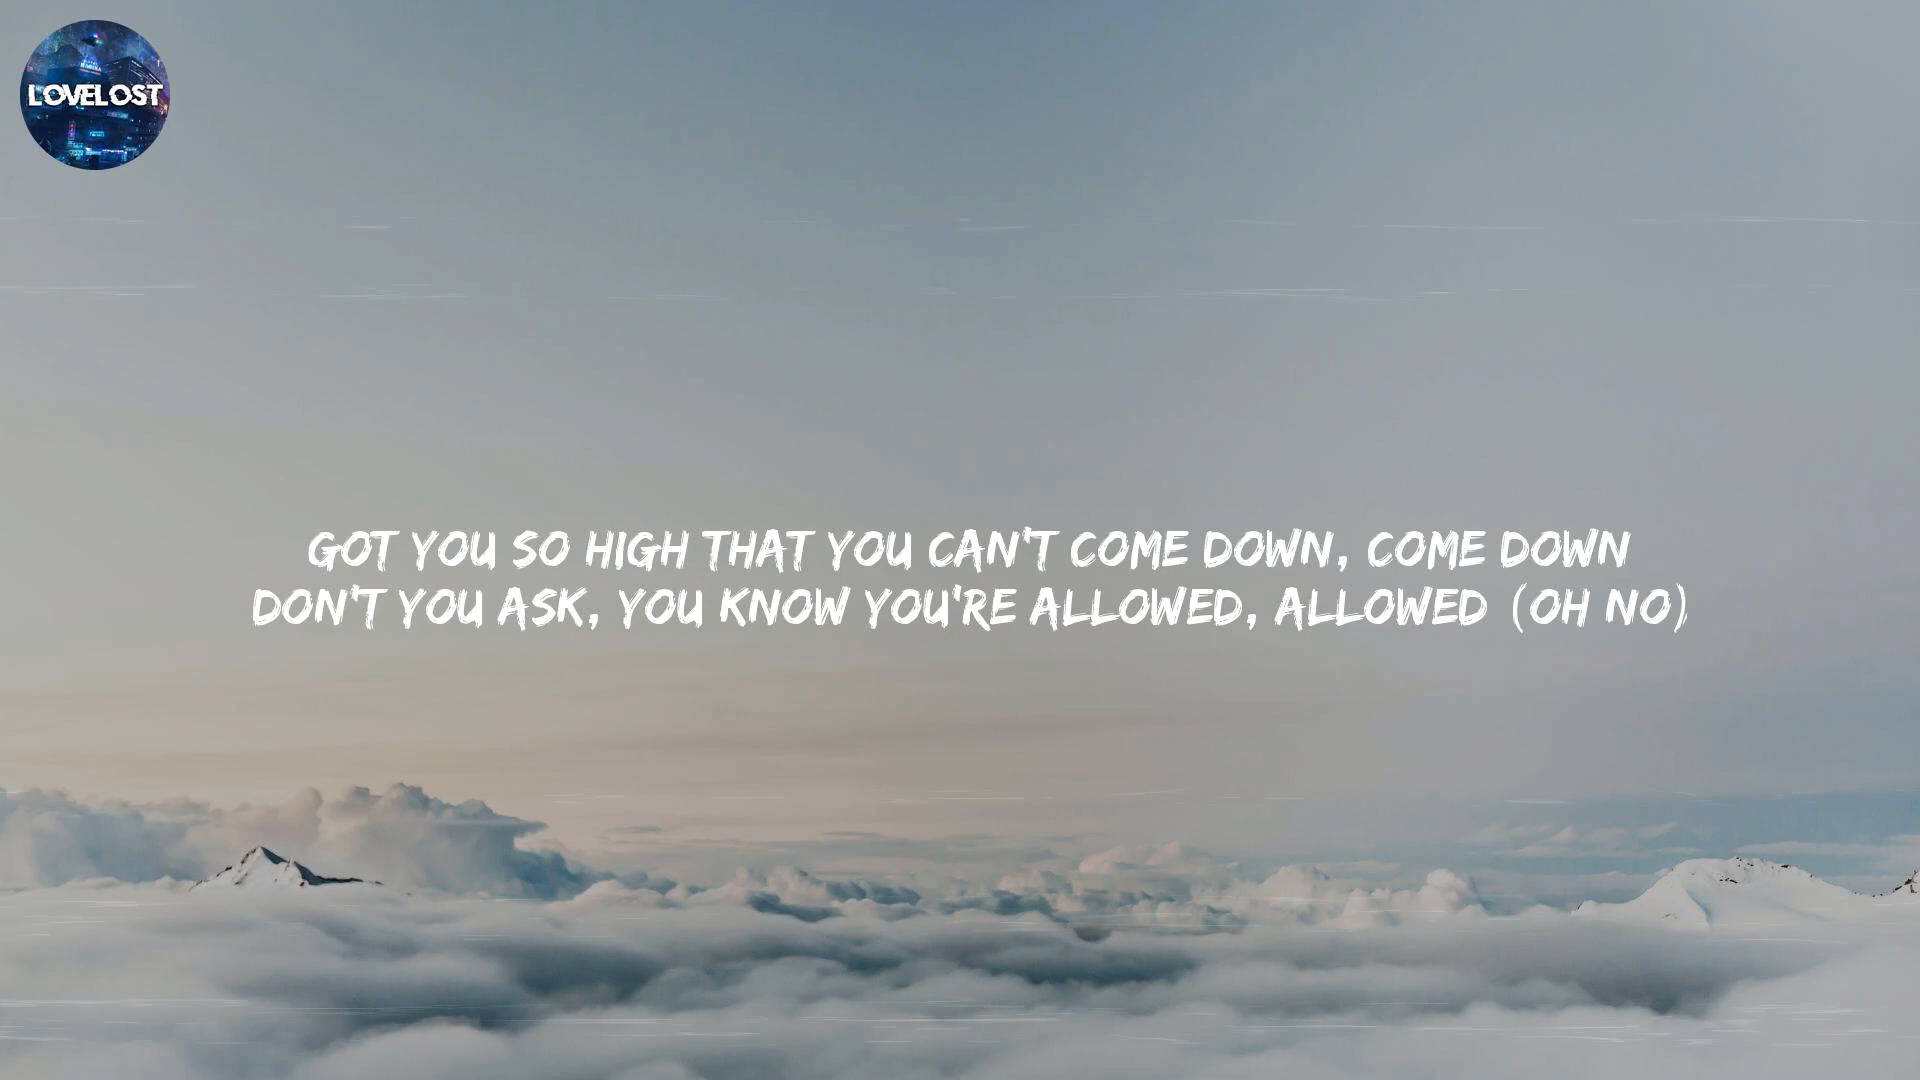 LOVELOST
GOT YOU SO HIGH THAT YOU CAN'T COME DOWN, COME DOWN
DON'T YOU ASK, YOU KNOW YOU'RE ALLOWED, ALLOWED (OH NO)